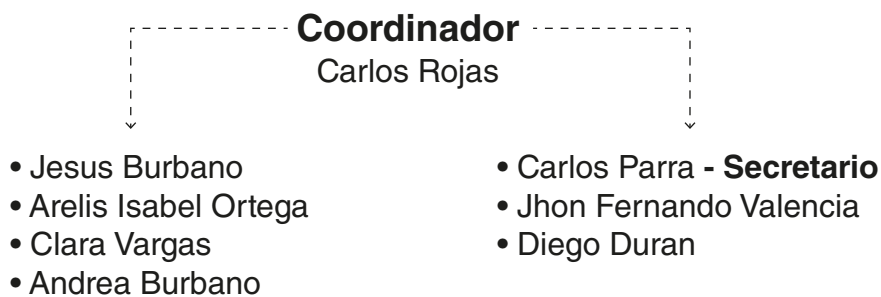 Coordinador
Carlos Rojas
• Jesus Burbano
• Arelis Isabel Ortega
• Clara Vargas
• Andrea Burbano
• Carlos Parra - Secretario
• Jhon Fernando Valencia
• Diego Duran